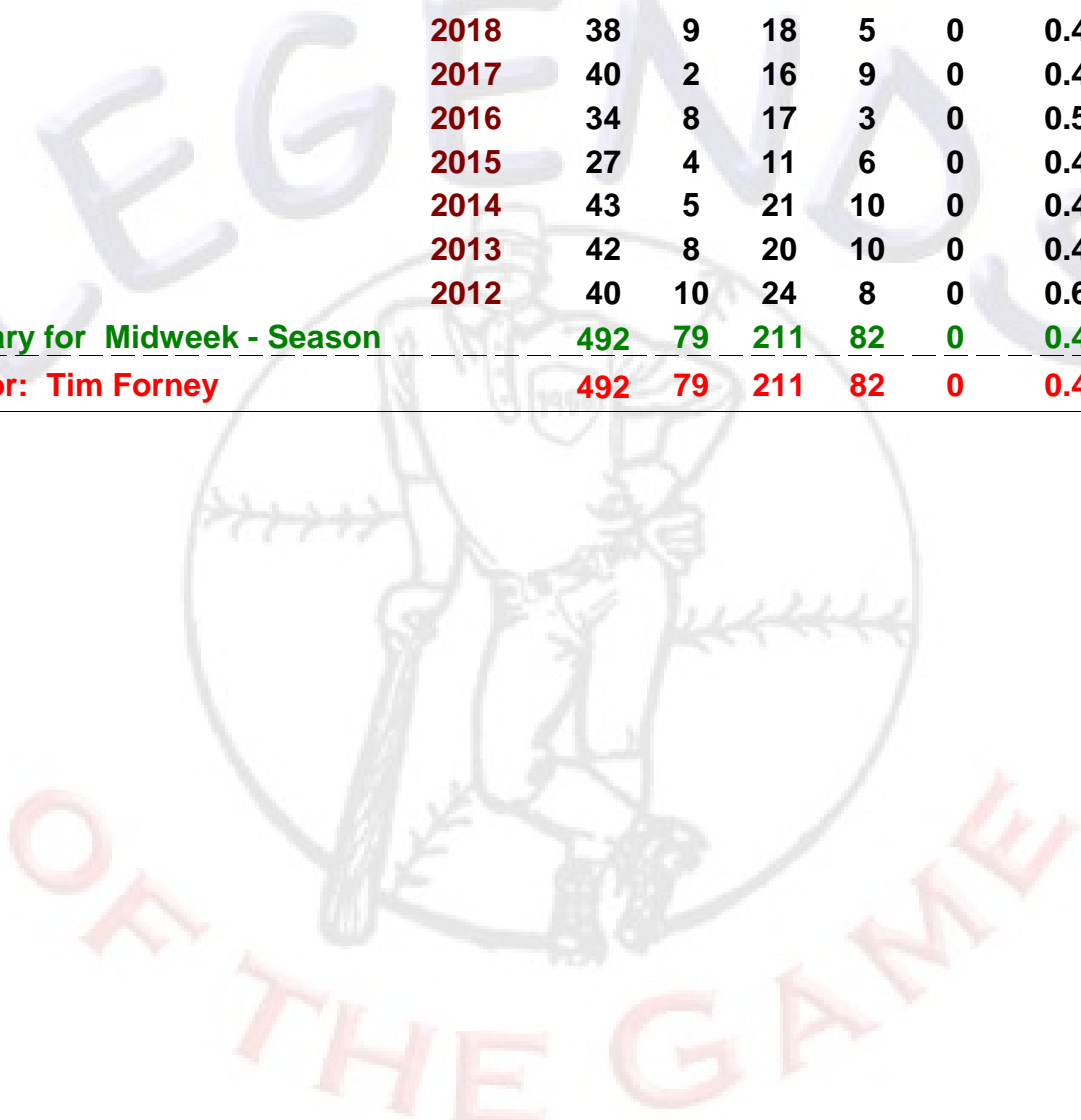 2018 38 9 18 5 0 0.4
2017 40 2 16 9 0 0.4
2016 34 8 17 3 0 0.5
2015 27 4 11 6 0 0.4
2014 43 5 21 10 0 0.4
2013 42 8 20 10 0 0.4
2012 40 10 24 8 0 0.6
ary for Midweek - Season 492 79 211 82 0 0.4
or: Tim Forney 492 79 211 82 0 0.4
LEGENDS
OF THE GAME